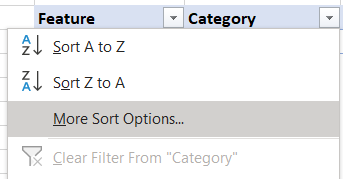 Feature Category
Sort A to Z
Sort Z to A
More Sort Options...
Clear Filter From "Category"